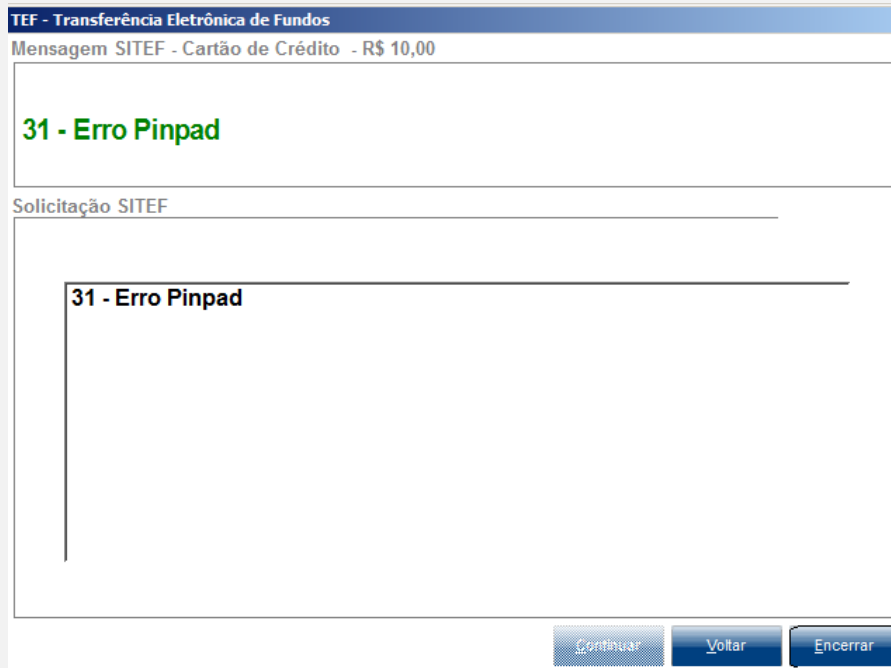 TEF - Transferência Eletrônica de Fundos
Mensagem SITEF - Cartão de Crédito - R$ 10,00
31 - Erro Pinpad
Solicitação SITEF
31 - Erro Pinpad
Continuar Voltar Encerrar